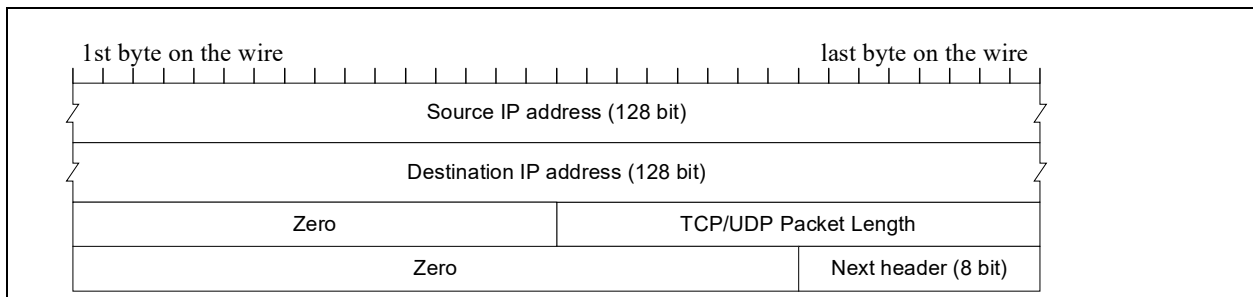 1st byte on the wire last byte on the wire
Source IP address (128 bit)
Destination IP address (128 bit)
Zero TCP/UDP Packet Length
Zero Next header (8 bit)